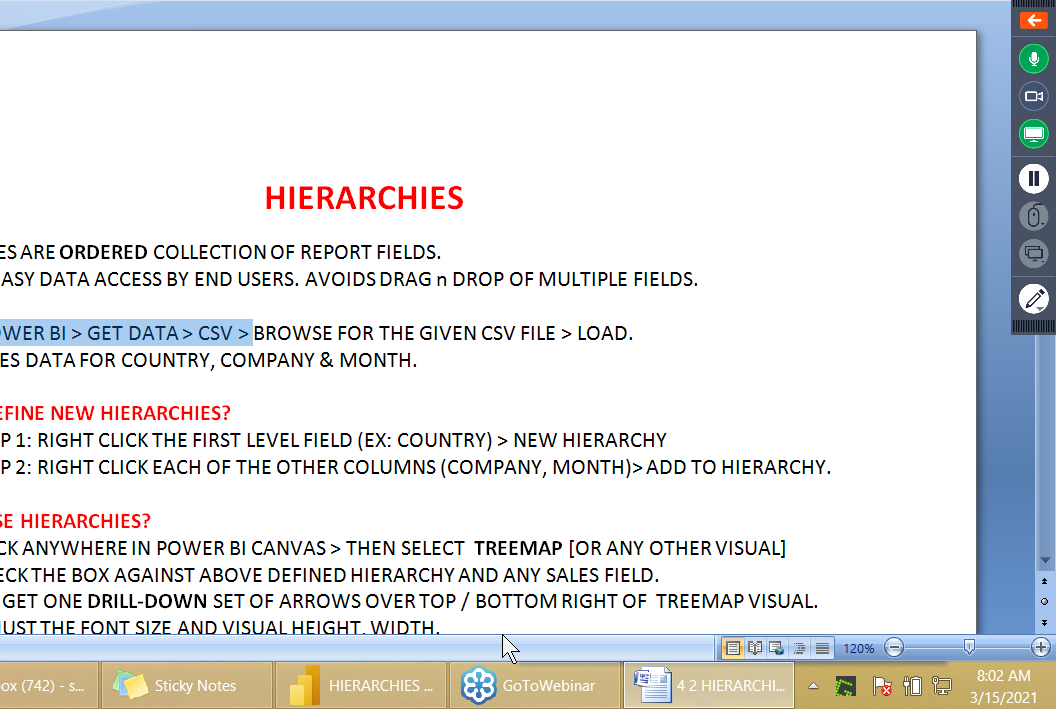 HIERARCHIES
ES ARE ORDERED COLLECTION OF REPORT FIELDS.
ASY DATA ACCESS BY END USERS. AVOIDS DRAG n DROP OF MULTIPLE FIELDS.
OWER BI > GET DATA > CSV > BROWSE FOR THE GIVEN CSV FILE > LOAD.
ES DATA FOR COUNTRY, COMPANY & MONTH.
EFINE NEW HIERARCHIES?
P 1: RIGHT CLICK THE FIRST LEVEL FIELD (EX: COUNTRY) > NEW HIERARCHY
P 2: RIGHT CLICK EACH OF THE OTHER COLUMNS (COMPANY, MONTH)> ADD TO HIERARCHY.
SE HIERARCHIES?
CK ANYWHERE IN POWER BI CANVAS > THEN SELECT TREEMAP [OR ANY OTHER VISUAL]
ECK THE BOX AGAINST ABOVE DEFINED HIERARCHY AND ANY SALES FIELD.
GET ONE DRILL-DOWN SET OF ARROWS OVER TOP / BOTTOM RIGHT OF TREEMAP VISUAL.
JUST THE FONT SIZE AND VISUAL HEIGHT, WIDTH.
120%
ox (742) - s...
Sticky Notes
HIERARCHIES ...
GoToWebinar
4 2 HIERARCHI...
8:02 AM
3/15/2021